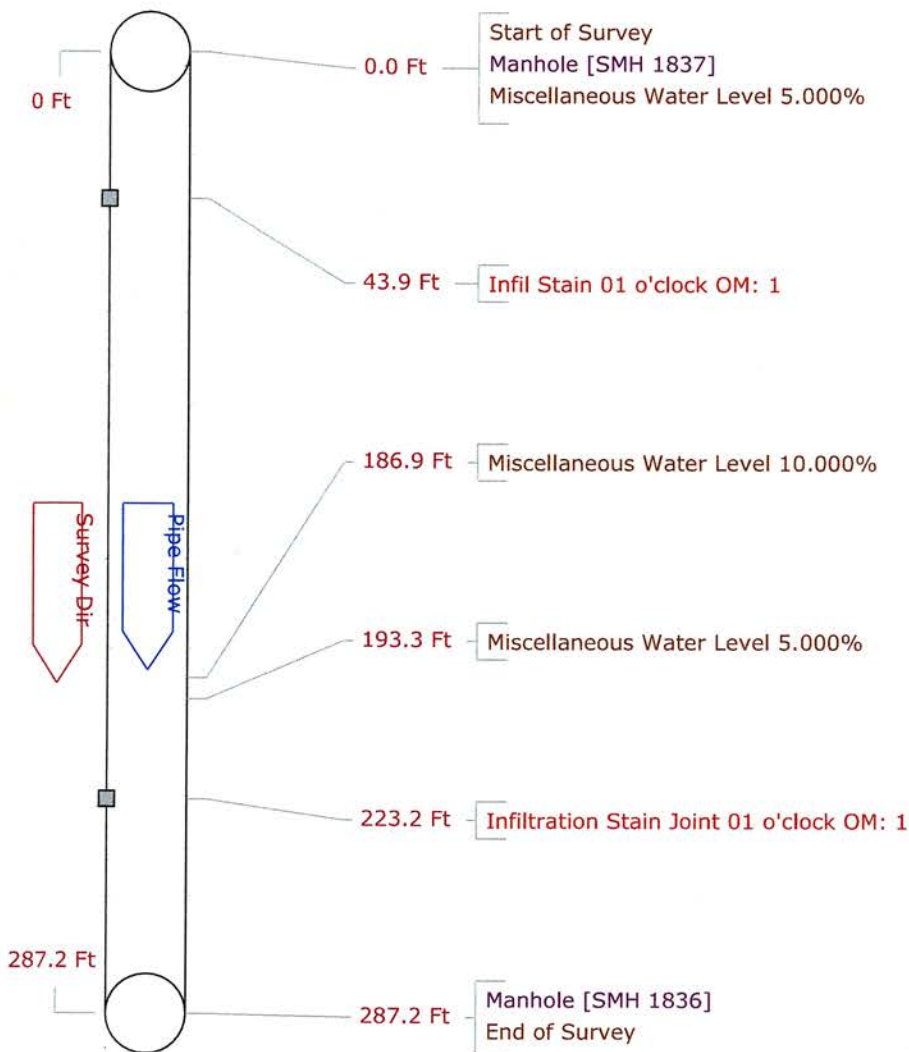 Start of Survey
0.0 Ft
Manhole [SMH 1837]
0 Ft
Miscellaneous Water Level 5.000%
43.9 Ft
Infil Stain 01 o'clock OM: 1
186.9 Ft
Miscellaneous Water Level 10.000%
Survey Dir
Pipe Flow
193.3 Ft
Miscellaneous Water Level 5.000%
223.2 Ft
Infiltration Stain Joint 01 o'clock OM: 1
287.2 Ft
287.2 Ft
Manhole [SMH 1836]
End of Survey